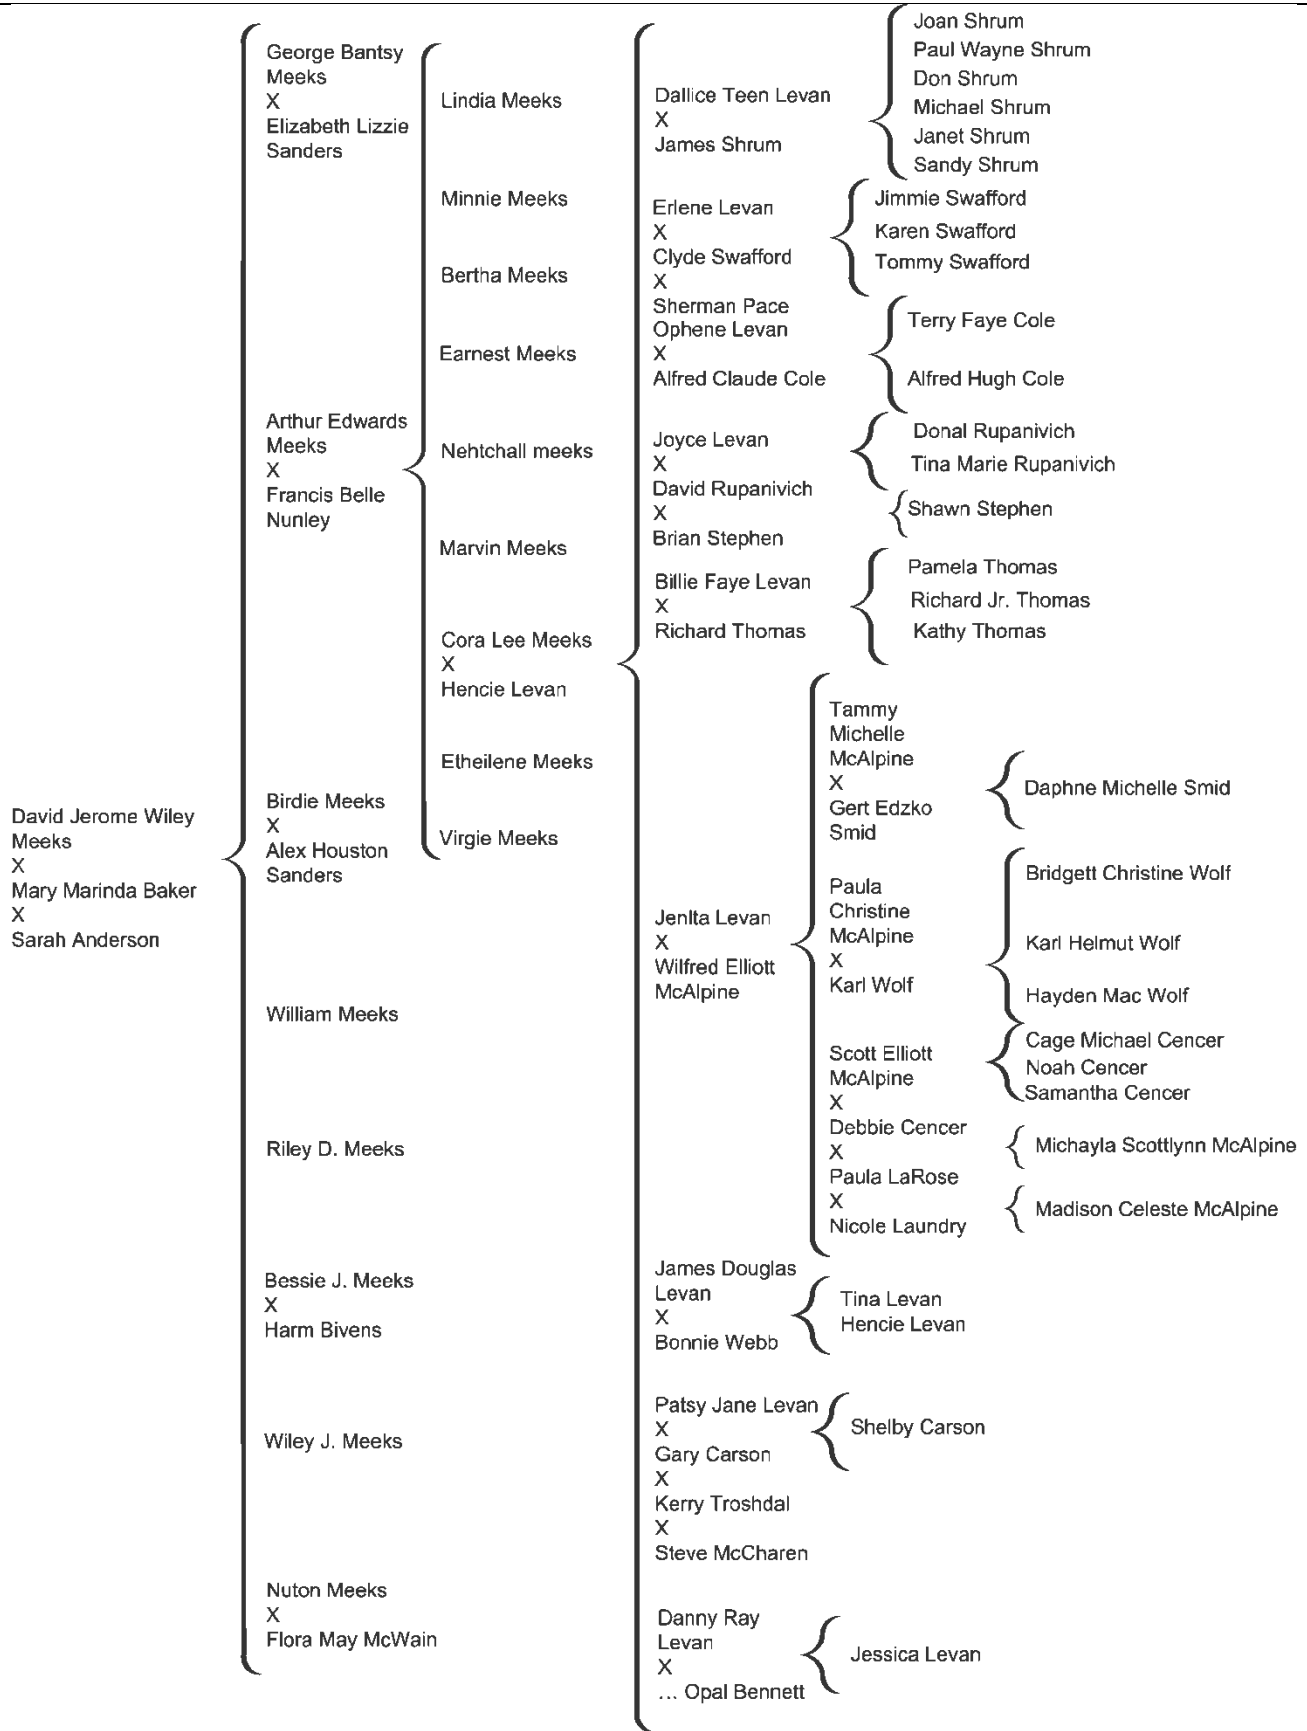 David Jerome Wiley
Meeks
X
Mary Marinda Baker
X
Sarah Anderson
George Bantsy
Meeks
X
Elizabeth Lizzie
Sanders
Arthur Edwards
Meeks
X
Francis Belle
Nunley
Birdie Meeks
X
Alex Houston
Sanders
William Meeks
Riley D. Meeks
Bessie J. Meeks
X
Harm Bivens
Wiley J. Meeks
Nuton Meeks
X
Flora May McWain
Lindia Meeks
Minnie Meeks
Bertha Meeks
Earnest Meeks
Nehtchall meeks
Marvin Meeks
Cora Lee Meeks
X
Hencie Levan
Etheilene Meeks
Virgie Meeks
Dallice Teen Levan
X
James Shrum
Erlene Levan
X
Clyde Swafford
X
Sherman Pace
Ophene Levan
X
Alfred Claude Cole
Joyce Levan
X
David Rupanivich
X
Brian Stephen
Billie Faye Levan
X
Richard Thomas
Jenlta Levan
X
Wilfred Elliott
McAlpine
James Douglas
Levan
X
Bonnie Webb
Patsy Jane Levan
X
Gary Carson
X
Kerry Troshdal
X
Steve McCharen
Danny Ray
Levan
X
... Opal Bennett
Joan Shrum
Paul Wayne Shrum
Don Shrum
Michael Shrum
Janet Shrum
Sandy Shrum
Jimmie Swafford
Karen Swafford
Tommy Swafford
Terry Faye Cole
Alfred Hugh Cole
Donal Rupanivich
Tina Marie Rupanivich
Shawn Stephen
Pamela Thomas
Richard Jr. Thomas
Kathy Thomas
Tammy
Michelle
McAlpine
X
Gert Edzko
Smid
Paula
Christine
McAlpine
X
Karl Wolf
Scott Elliott
McAlpine
X
Debbie Cencer
X
Paula LaRose
X
Nicole Laundry
Tina Levan
Hencie Levan
Shelby Carson
Jessica Levan
Daphne Michelle Smid
Bridgett Christine Wolf
Karl Helmut Wolf
Hayden Mac Wolf
Cage Michael Cencer
Noah Cencer
Samantha Cencer
Michayla Scottlynn McAlpine
Madison Celeste McAlpine